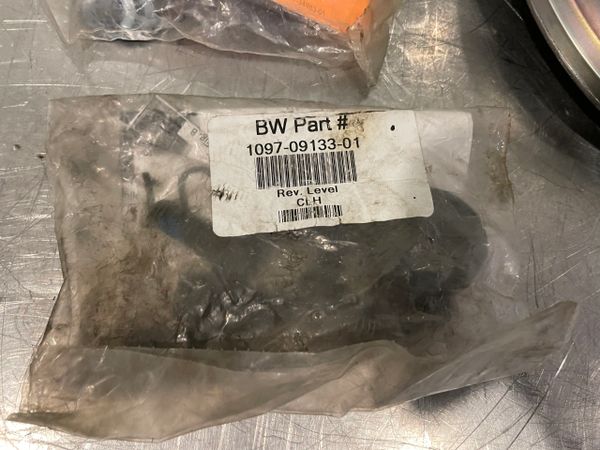 BW Part #
1097-09133-01
Rev. Level
CLH